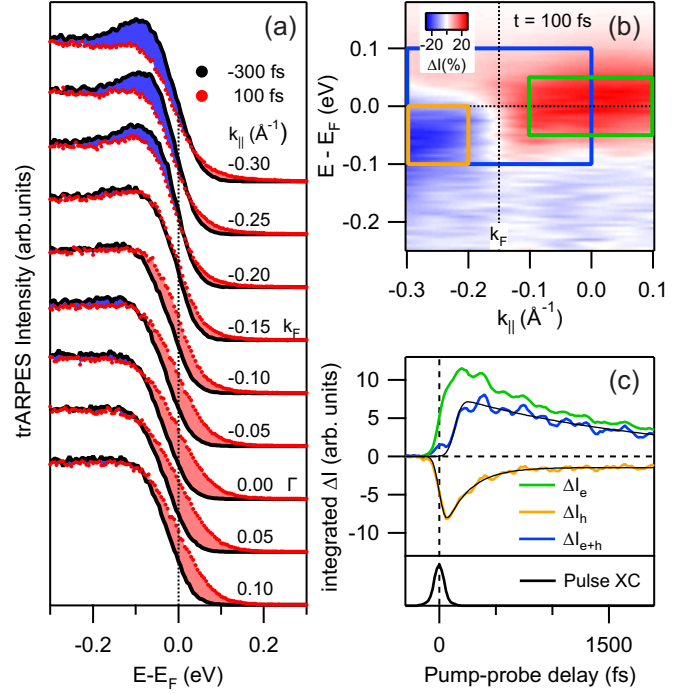 (a)
-300 fs
100 fs
k|| (Å-1)
-0.30
-0.25
-0.20
-0.15
kF
-0.10
-0.05
0.00 Γ
0.05
0.10
trARPES Intensity (arb.units)
-0.2
0.0
0.2
E-EF (eV)
(b)
t = 100 fs
-20 20
ΔI(%)
0.1
0.0
-0.1
-0.2
E - EF (eV)
kF
-0.3
-0.2
-0.1
0.0
0.1
k|| (Å-1)
(c)
10
5
0
-5
-10
integrated ΔI (arb. units)
ΔIe
ΔIh
ΔIe+h
Pulse XC
0
1500
Pump-probe delay (fs)